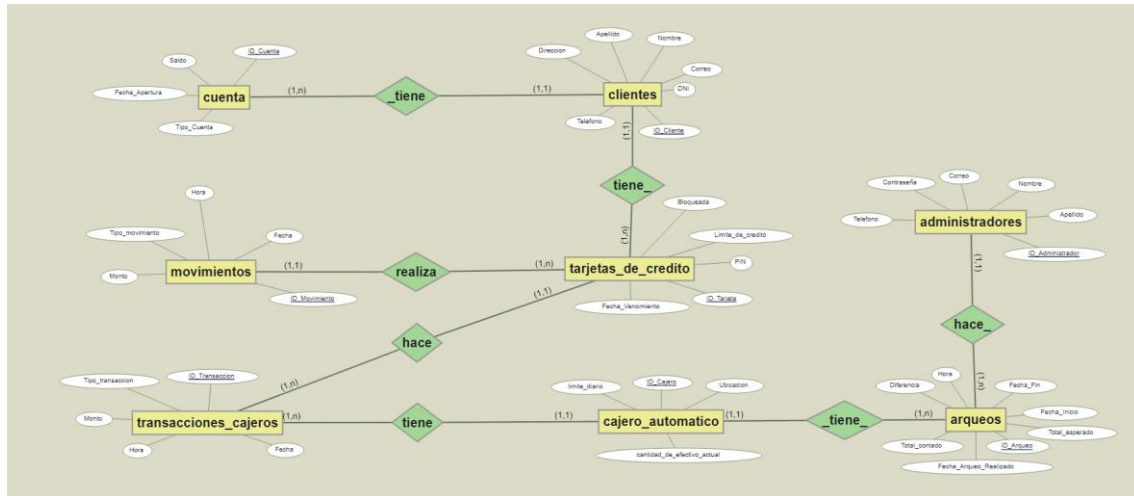 ID_Cuenta
Saldo
Fecha_Apertura
cuenta
Tipo_Cuenta
(1,n)
_tiene
(1,1)
Apellido
Nombre
Direccion
Correo
DNI
clientes
Telefono
ID_Cliente
(1,1)
tiene_
(1,n)
Bloqueada
Limite_de_credito
PIN
tarjetas_de_credito
ID_Tarjeta
Fecha_Vencimiento
Hora
Tipo_movimiento
Fecha
movimientos
Monto
ID_Movimiento
(1,1)
realiza
(1,n)
(1,1)
hace
(1,n)
ID_Transaccion
Tipo_transaccion
Monto
transacciones_cajeros
Hora
Fecha
(1,n)
tiene
(1,1)
limite_diario
ID_Cajero
Ubicacion
cajero_automatico
cantidad_de_efectivo_actual
(1,1)
_tiene_
(1,n)
Correo
Contraseña
Nombre
Telefono
administradores
Apellido
ID_Administrador
(1,1)
hace_
(1,n)
Hora
Diferencia
Fecha_Fin
Fecha_Inicio
arqueos
Total_esperado
Total_contado
ID_Arqueo
Fecha_Arqueo_Realizado